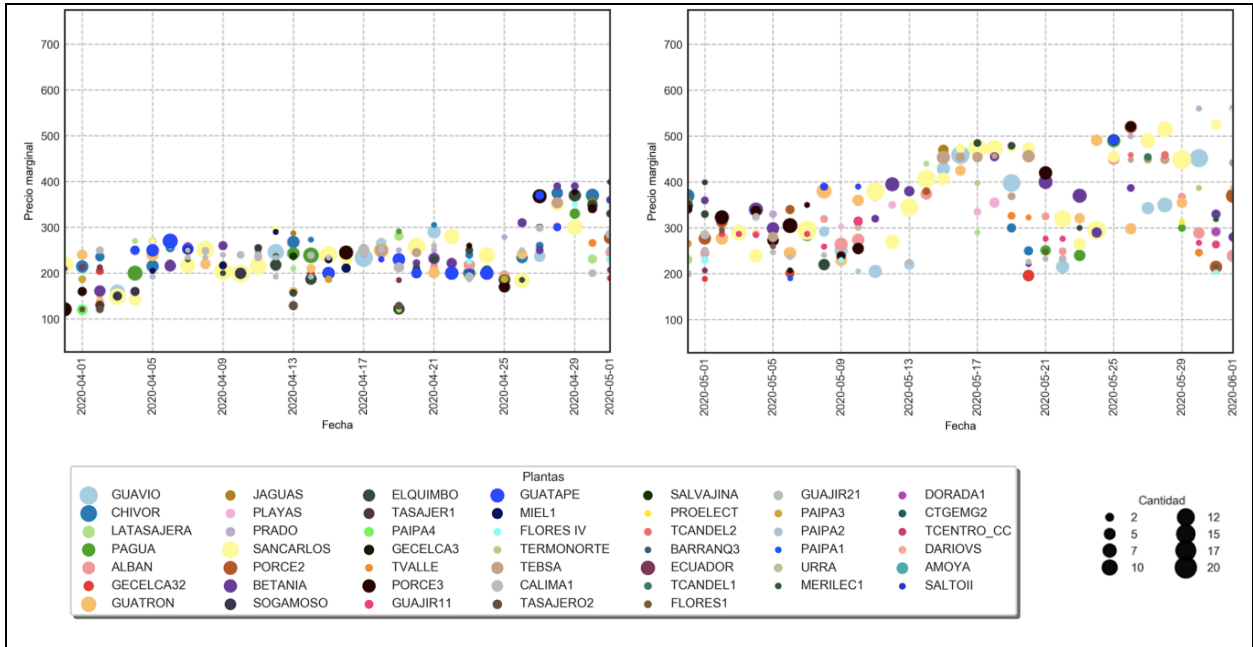 700
600
500
400
300
200
100
Precio marginal
2020-04-01
2020-04-05
2020-04-09
2020-04-13
2020-04-17
2020-04-21
2020-04-25
2020-04-29
2020-05-01
Fecha
700
600
500
400
300
200
100
Precio marginal
2020-05-01
2020-05-05
2020-05-09
2020-05-13
2020-05-17
2020-05-21
2020-05-25
2020-05-29
2020-06-01
Fecha
Plantas
GUAVIO JAGUAS ELQUIMBO GUATAPE SALVAJINA GUAJIR21 DORADA1
CHIVOR PLAYAS TASAJER1 MIEL1 PROELECT PAIPA3 CTGEMG2
LATASAJERA PRADO PAIPA4 FLORES IV TCANDEL2 PAIPA2 TCENTRO_CC
PAGUA SANCARLOS GECELCA3 TERMONORTE BARRANQ3 PAIPA1 DARIOVS
ALBAN PORCE2 TVALLE TEBSA ECUADOR URRA AMOYA
GECELCA32 BETANIA PORCE3 CALIMA1 TCANDEL1 MERILEC1 SALTOII
GUATRON SOGAMOSO GUAJIR11 TASAJERO2 FLORES1
Cantidad
2 12
5 15
7 17
10 20